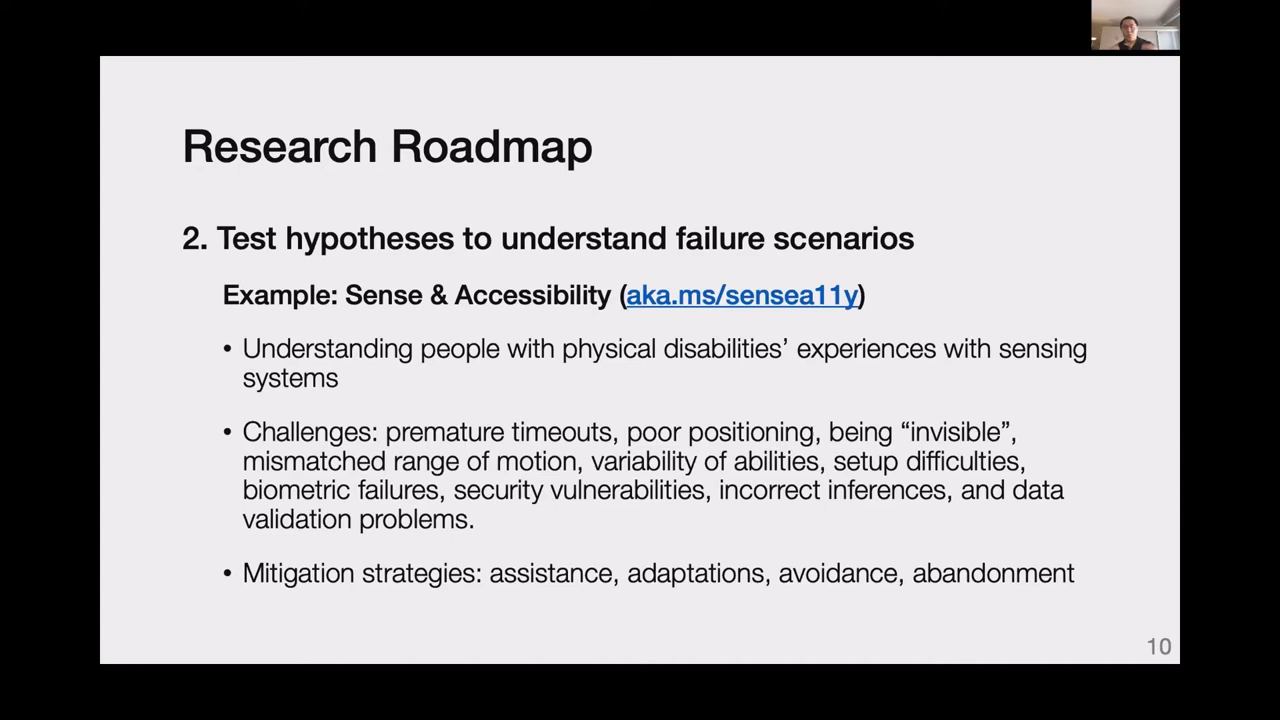 Research Roadmap
2. Test hypotheses to understand failure scenarios
Example: Sense & Accessibility (aka.ms/sensea11y)
• Understanding people with physical disabilities’ experiences with sensing
systems
• Challenges: premature timeouts, poor positioning, being “invisible”,
mismatched range of motion, variability of abilities, setup difficulties,
biometric failures, security vulnerabilities, incorrect inferences, and data
validation problems.
• Mitigation strategies: assistance, adaptations, avoidance, abandonment
10